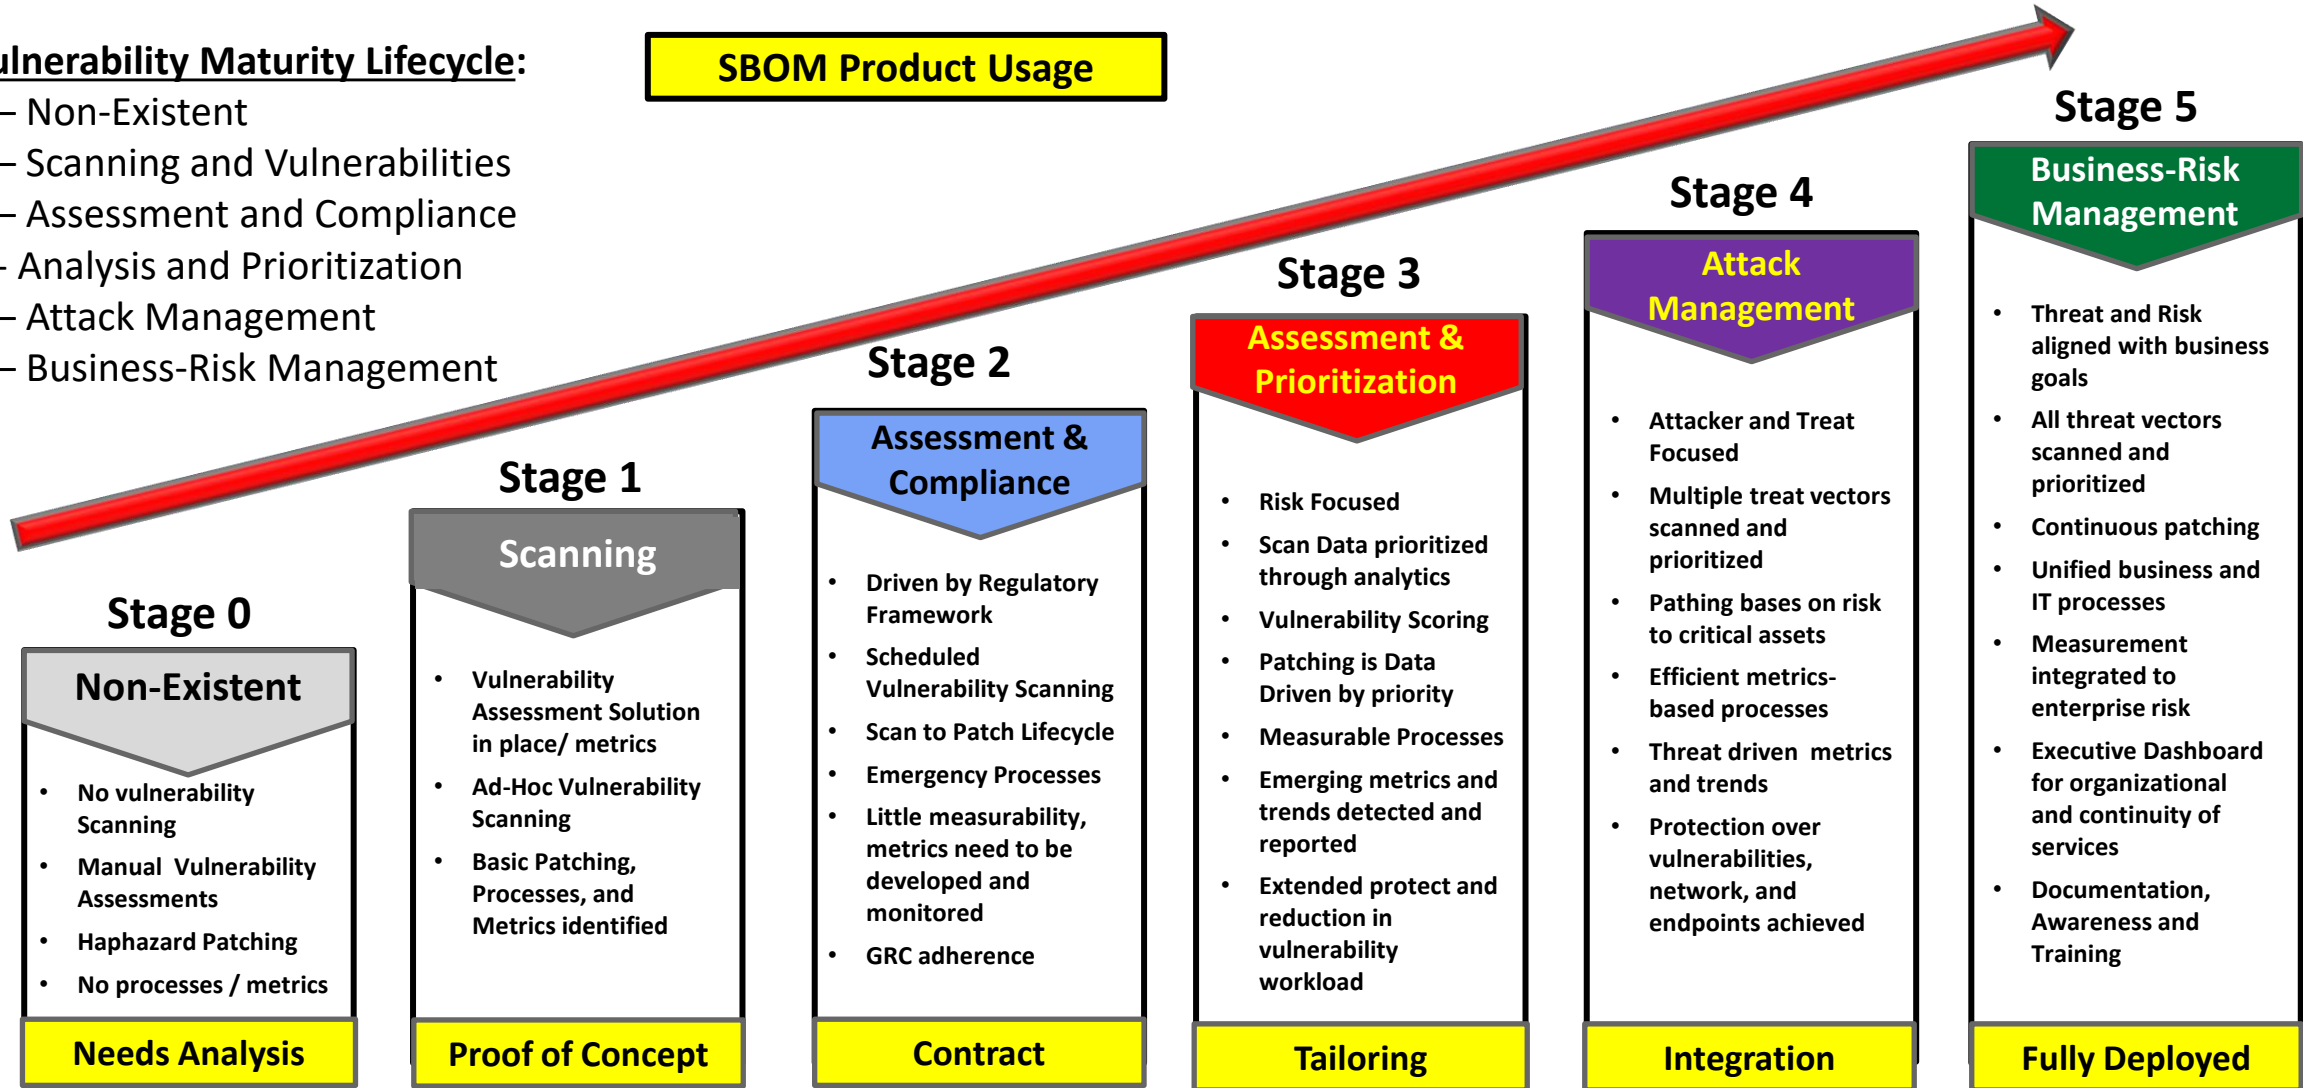 ulnerability Maturity Lifecycle:
– Non-Existent
– Scanning and Vulnerabilities
– Assessment and Compliance
- Analysis and Prioritization
– Attack Management
– Business-Risk Management
SBOM Product Usage
Stage 0
Non-Existent
• No vulnerability
Scanning
• Manual Vulnerability
Assessments
• Haphazard Patching
• No processes / metrics
Needs Analysis
Stage 1
Scanning
• Vulnerability
Assessment Solution
in place/ metrics
• Ad-Hoc Vulnerability
Scanning
• Basic Patching,
Processes, and
Metrics identified
Proof of Concept
Stage 2
Assessment &
Compliance
• Driven by Regulatory
Framework
• Scheduled
Vulnerability Scanning
• Scan to Patch Lifecycle
• Emergency Processes
• Little measurability,
metrics need to be
developed and
monitored
• GRC adherence
Contract
Stage 3
Assessment &
Prioritization
• Risk Focused
• Scan Data prioritized
through analytics
• Vulnerability Scoring
• Patching is Data
Driven by priority
• Measurable Processes
• Emerging metrics and
trends detected and
reported
• Extended protect and
reduction in
vulnerability
workload
Tailoring
Stage 4
Attack
Management
• Attacker and Treat
Focused
• Multiple treat vectors
scanned and
prioritized
• Pathing bases on risk
to critical assets
• Efficient metrics-
based processes
• Threat driven metrics
and trends
• Protection over
vulnerabilities,
network, and
endpoints achieved
Integration
Stage 5
Business-Risk
Management
• Threat and Risk
aligned with business
goals
• All threat vectors
scanned and
prioritized
• Continuous patching
• Unified business and
IT processes
• Measurement
integrated to
enterprise risk
• Executive Dashboard
for organizational
and continuity of
services
• Documentation,
Awareness and
Training
Fully Deployed